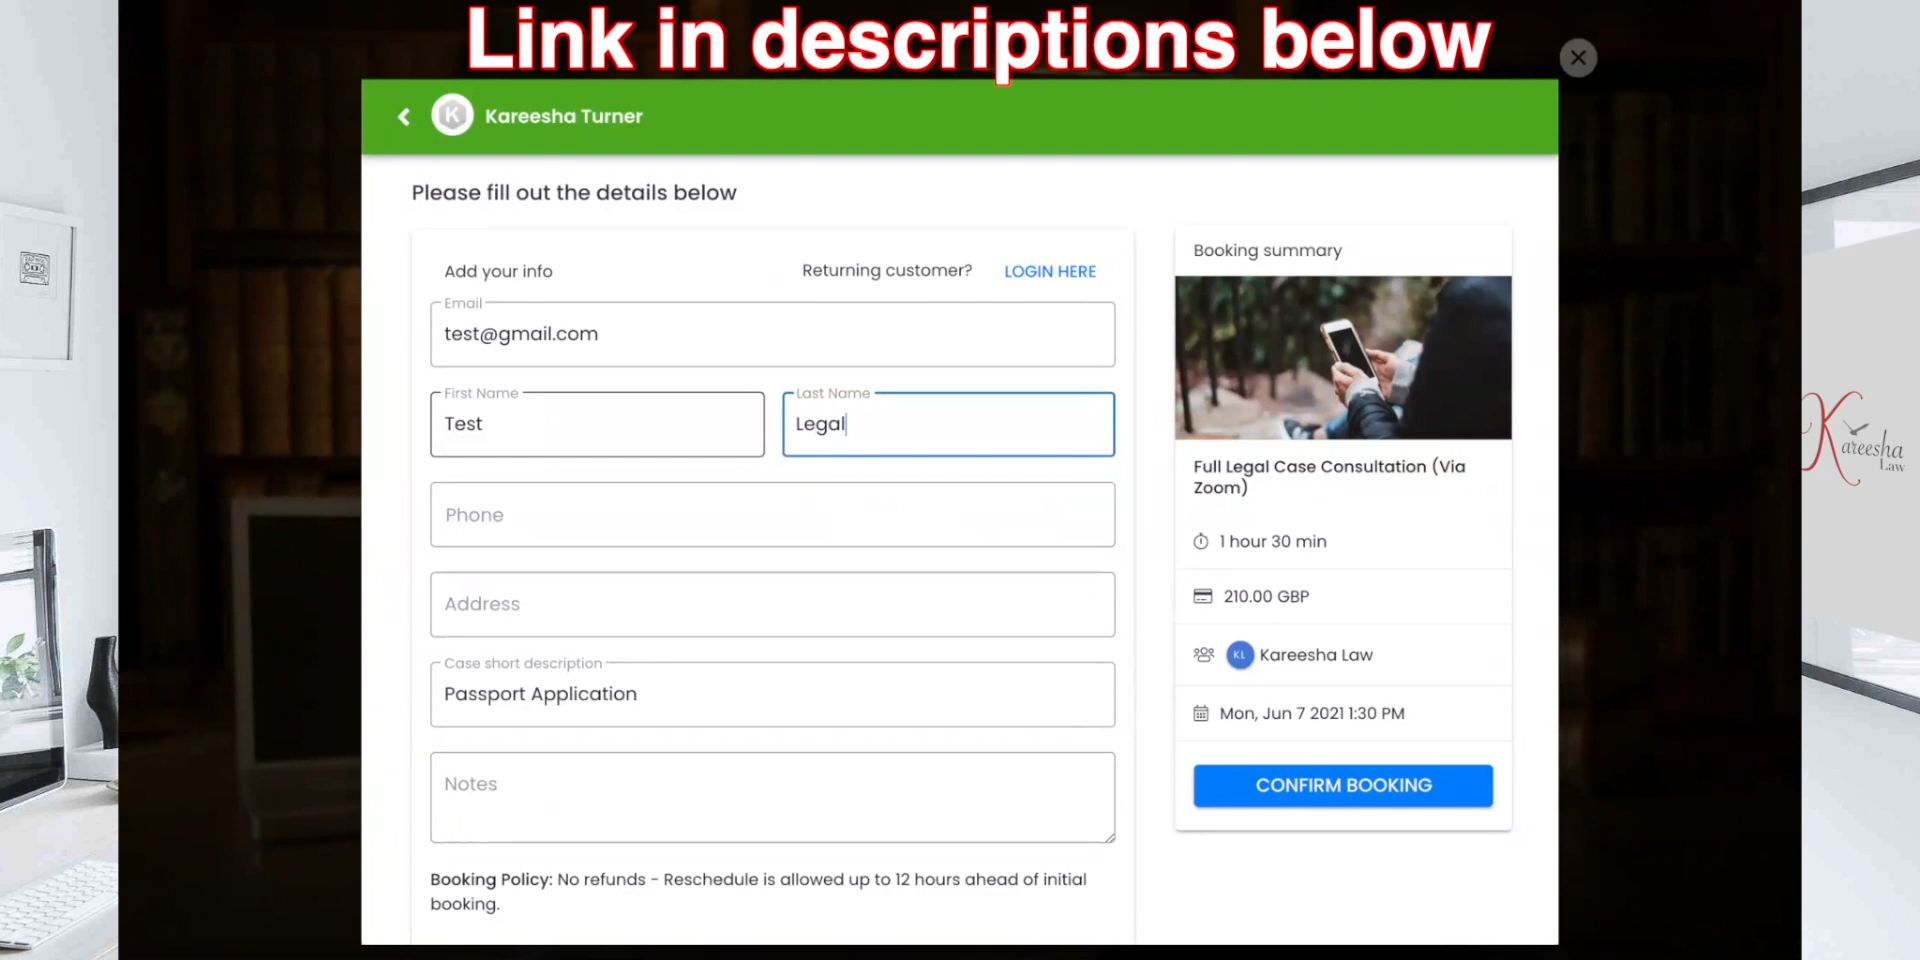 Link in descriptions below
K
Kareesha Turner
Please fill out the details below
Add your info
Returning customer?
LOGIN HERE
Email
test@gmail.com
First Name
Test
Last Name
Legal
Phone
Address
Case short description
Passport Application
Notes
Booking Policy: No refunds - Reschedule is allowed up to 12 hours ahead of initial
booking.
Booking summary
Full Legal Case Consultation (Via
Zoom)
1 hour 30 min
210.00 GBP
KL
Kareesha Law
Mon, Jun 7 2021 1:30 PM
CONFIRM BOOKING
Kareesha
Law